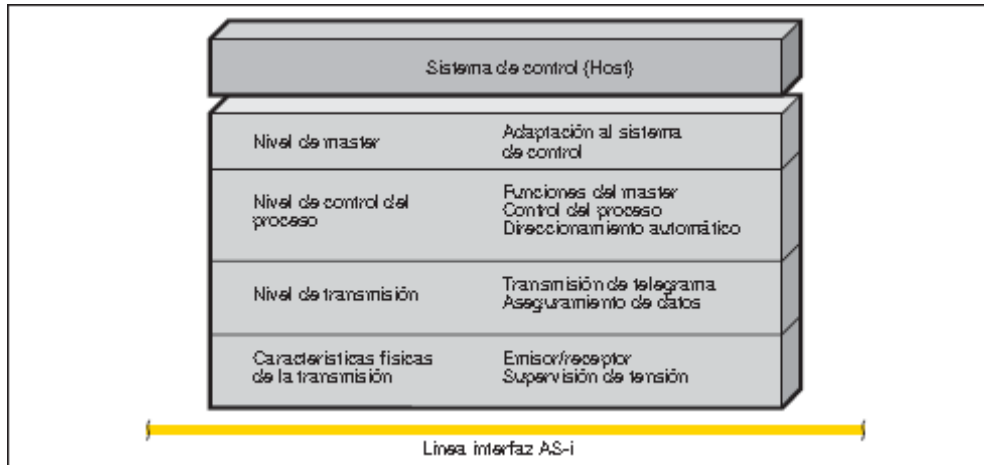 Sistema de control (Host)
Nivel de master
Adaptación al sistema
de control
Nivel de control del
proceso
Funciones del master
Control del proceso
Direccionamiento automático
Nivel de transmisión
Transmisión de telegrama
Aseguramiento de datos
Características físicas
de la transmisión
Emisor/receptor
Supervisión de tensión
Línea interfaz AS-i